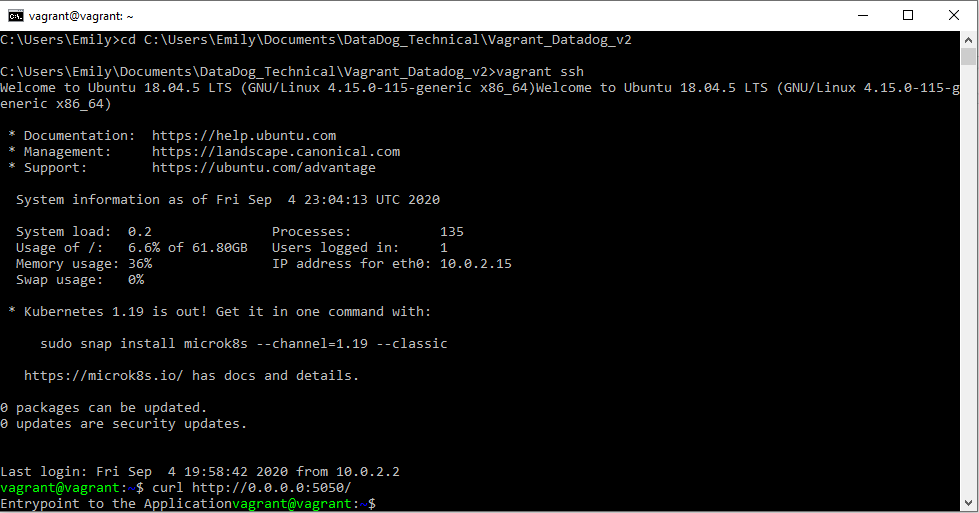 vagrant@vagrant: ~
C:\Users\Emily>cd C:\Users\Emily\Documents\DataDog_Technical\Vagrant_Datadog_v2
C:\Users\Emily\Documents\DataDog_Technical\Vagrant_Datadog_v2>vagrant ssh
Welcome to Ubuntu 18.04.5 LTS (GNU/Linux 4.15.0-115-generic x86_64)Welcome to Ubuntu 18.04.5 LTS (GNU/Linux 4.15.0-115-g
eneric x86_64)
* Documentation:  https://help.ubuntu.com
* Management:     https://landscape.canonical.com
* Support:        https://ubuntu.com/advantage
System information as of Fri Sep  4 23:04:13 UTC 2020
System load:  0.2               Processes:           135
Usage of /:   6.6% of 61.80GB   Users logged in:     1
Memory usage: 36%               IP address for eth0: 10.0.2.15
Swap usage:   0%
* Kubernetes 1.19 is out! Get it in one command with:
sudo snap install microk8s --channel=1.19 --classic
https://microk8s.io/ has docs and details.
0 packages can be updated.
0 updates are security updates.
Last login: Fri Sep  4 19:58:42 2020 from 10.0.2.2
vagrant@vagrant:~$ curl http://0.0.0.0:5050/
Entrypoint to the Applicationvagrant@vagrant:~$